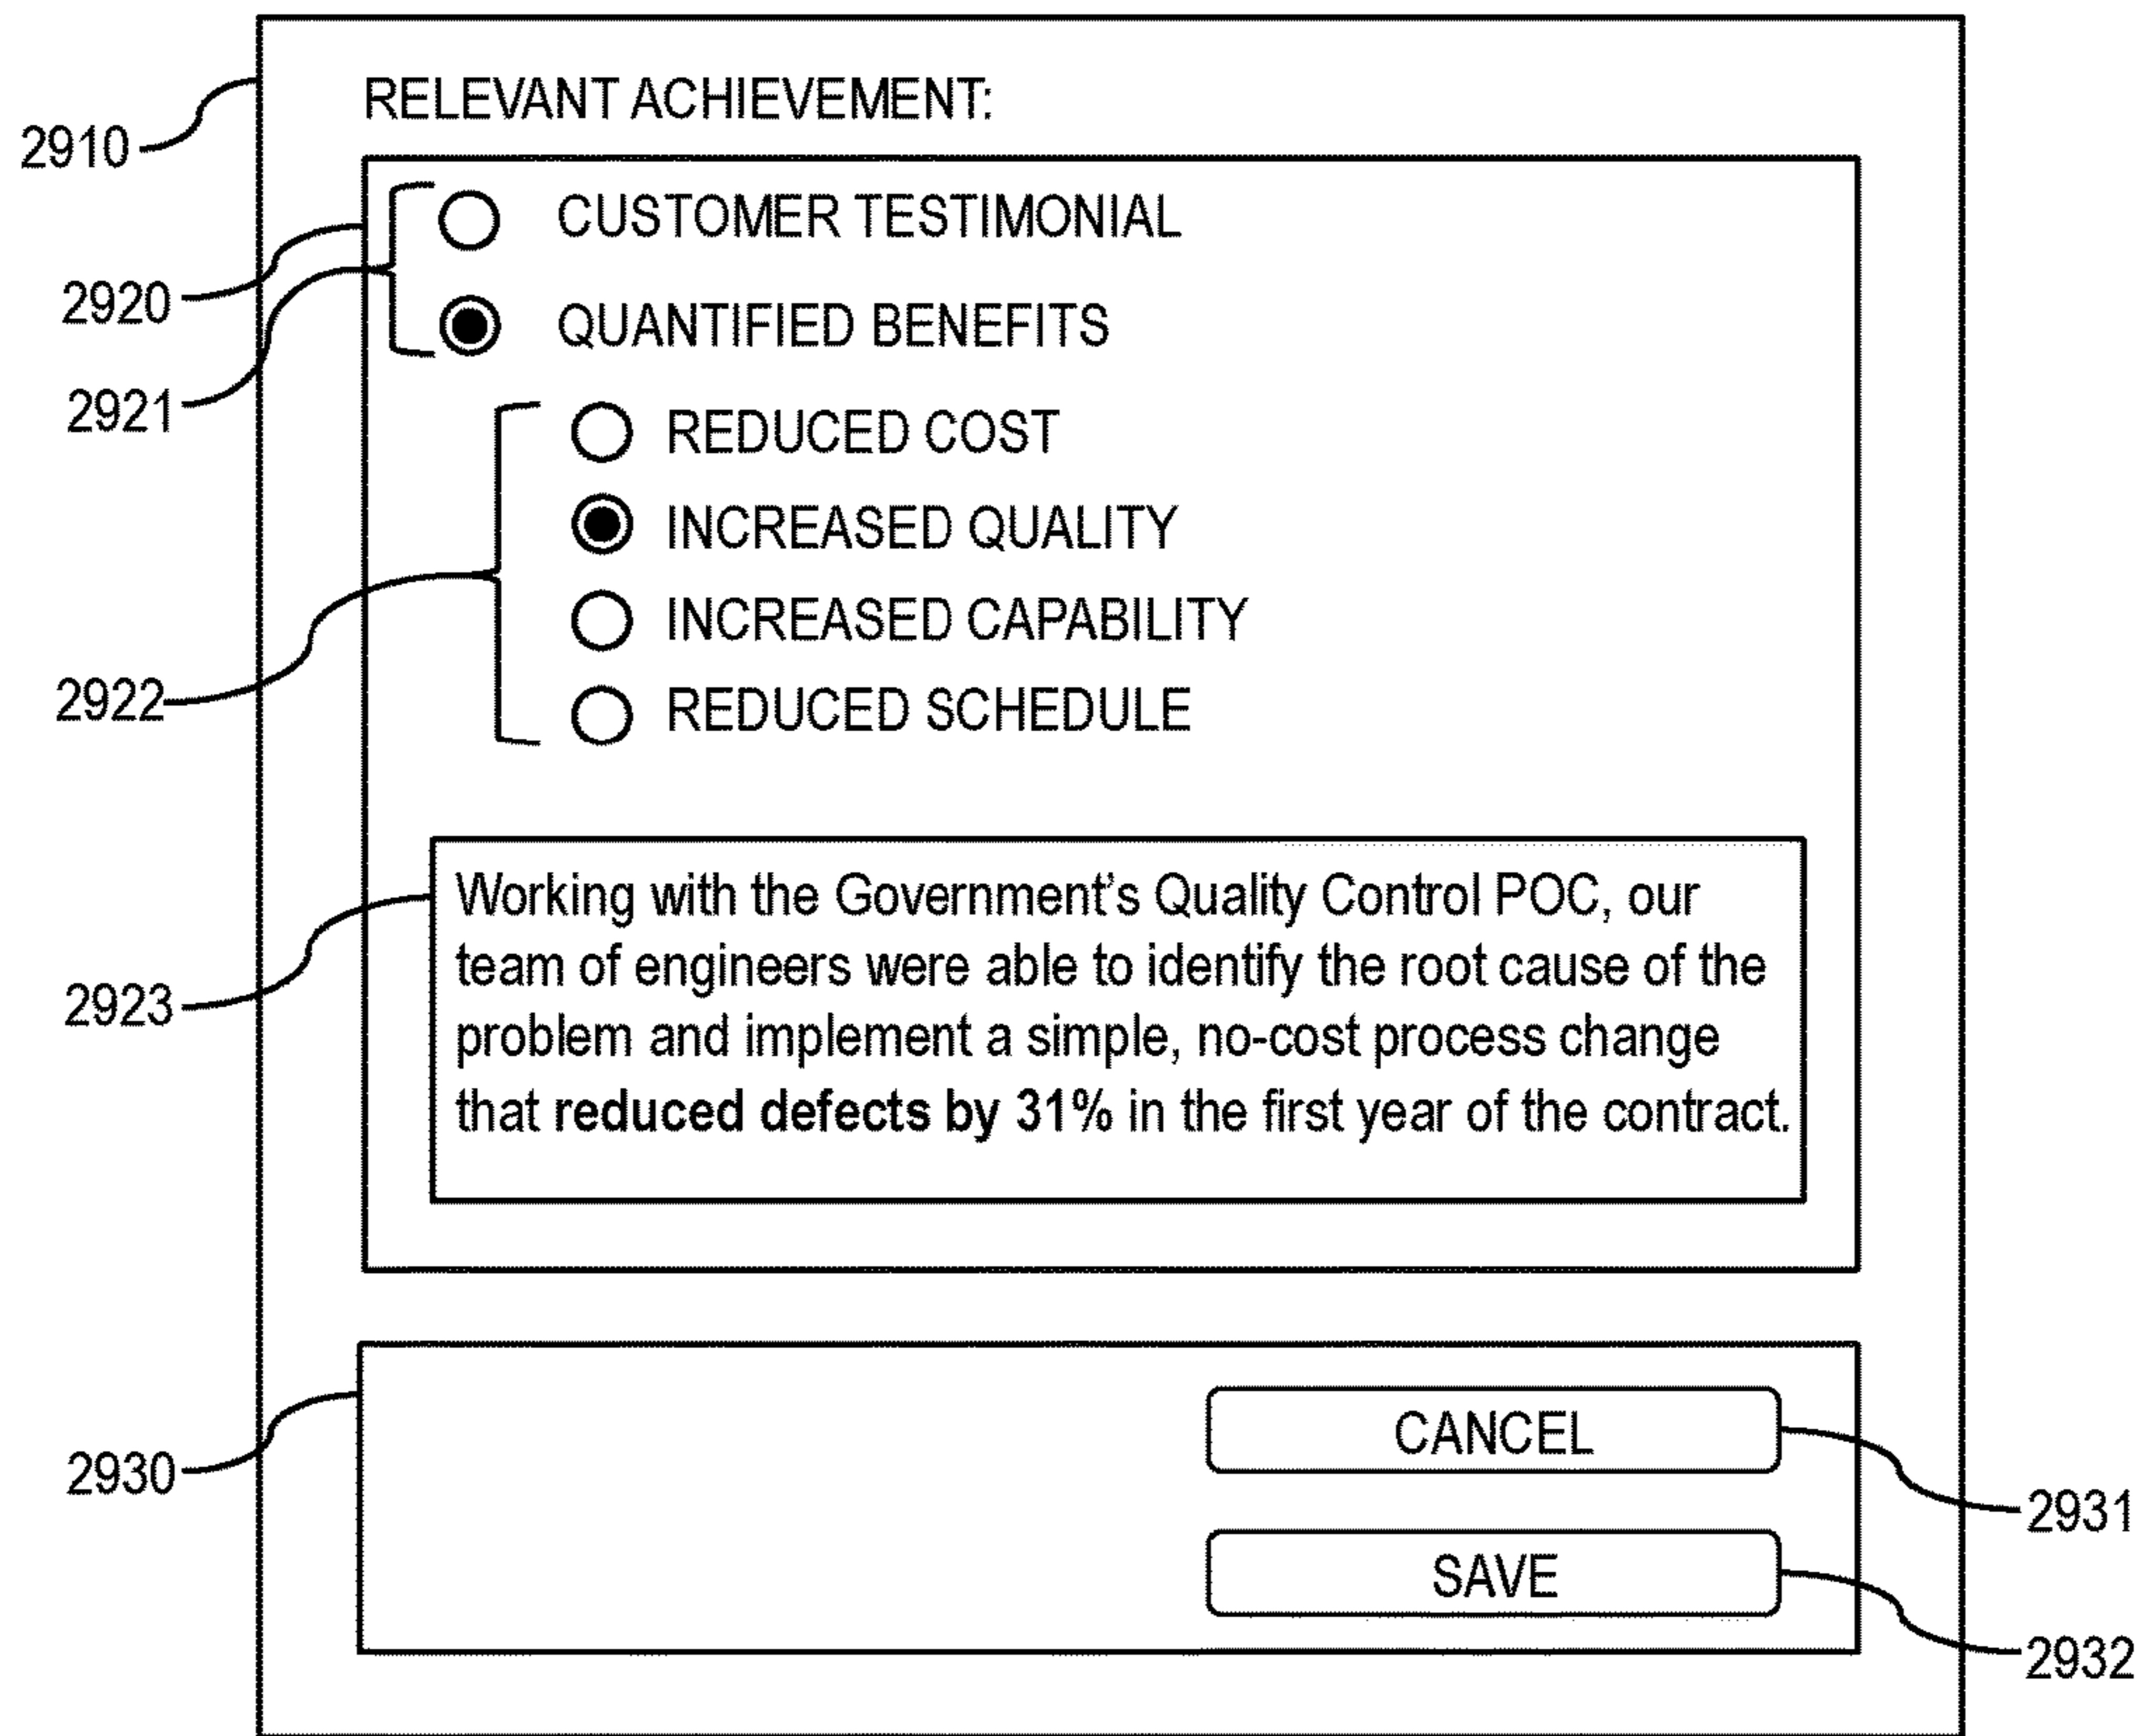 RELEVANT ACHIEVEMENT:
2910
CUSTOMER TESTIMONIAL
2920
QUANTIFIED BENEFITS
2921
REDUCED COST
INCREASED QUALITY
INCREASED CAPABILITY
2922
REDUCED SCHEDULE
Working with the Government's Quality Control POC, our
team of engineers were able to identify the root cause of the
2923
problem and implement a simple, no-cost process change
that reduced defects by 31% in the first year of the contract.
CANCEL
2930
2931
SAVE
2932